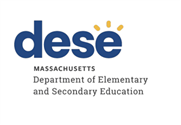 dese
MASSACHUSETTS
Department of Elementary
and Secondary Education